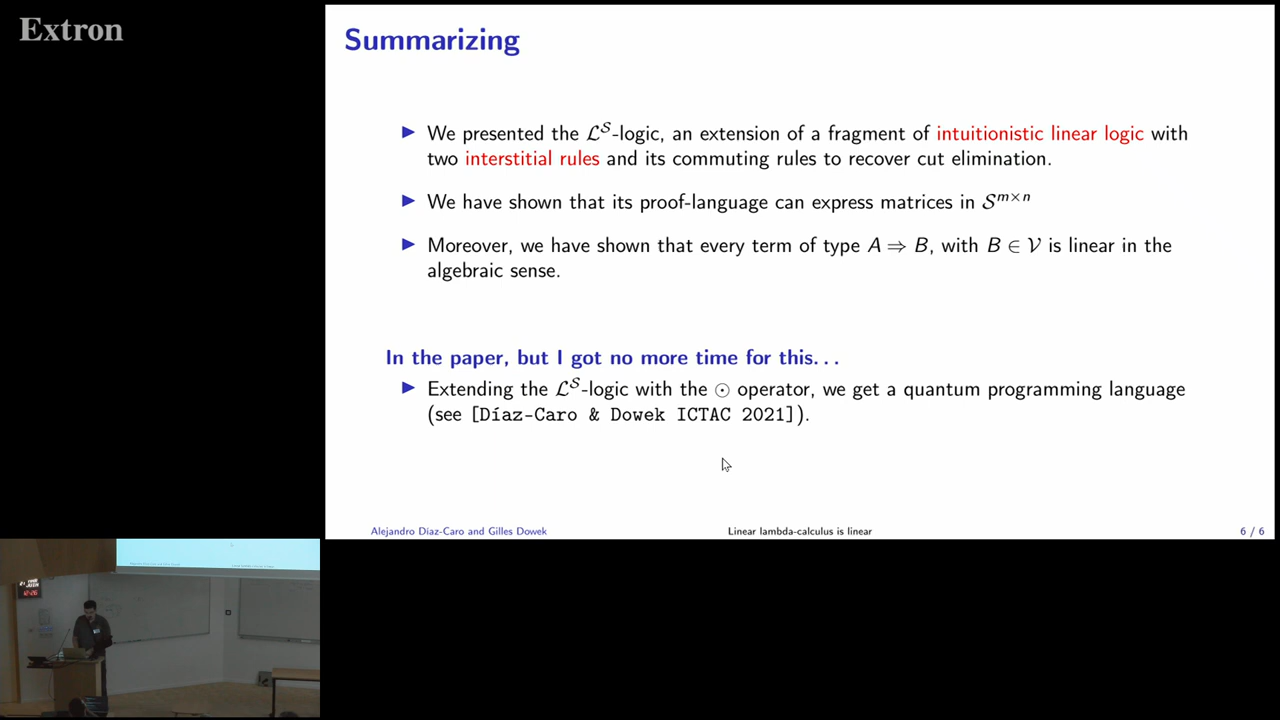 Extron
Summarizing
▶ We presented the 𝓛^𝓢-logic, an extension of a fragment of intuitionistic linear logic with
two interstitial rules and its commuting rules to recover cut elimination.
▶ We have shown that its proof-language can express matrices in 𝓢^{m×n}
▶ Moreover, we have shown that every term of type A ⇒ B, with B ∈ 𝓥 is linear in the
algebraic sense.
In the paper, but I got no more time for this...
▶ Extending the 𝓛^𝓢-logic with the ⊙ operator, we get a quantum programming language
(see [Díaz-Caro & Dowek ICTAC 2021]).
Alejandro Díaz-Caro and Gilles Dowek
Linear lambda-calculus is linear
6 / 6
12:26